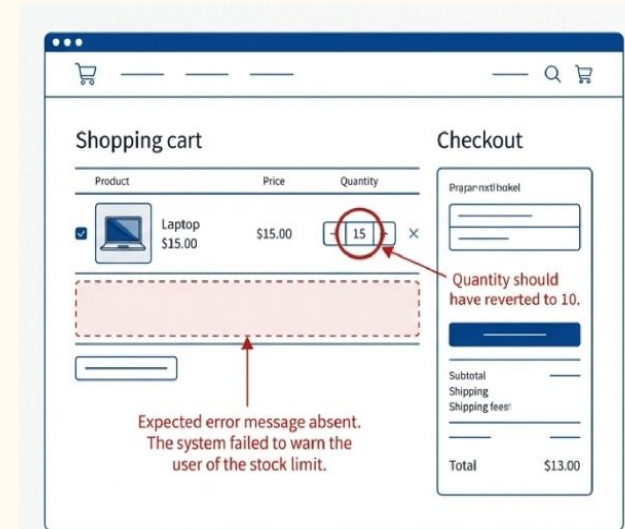 Shopping cart
Product Price Quantity
Laptop
$15.00
$15.00
15
Quantity should
have reverted to 10.
Expected error message absent.
The system failed to warn the
user of the stock limit.
Checkout
Subtotal
Shipping
Shipping fees
Total $13.00